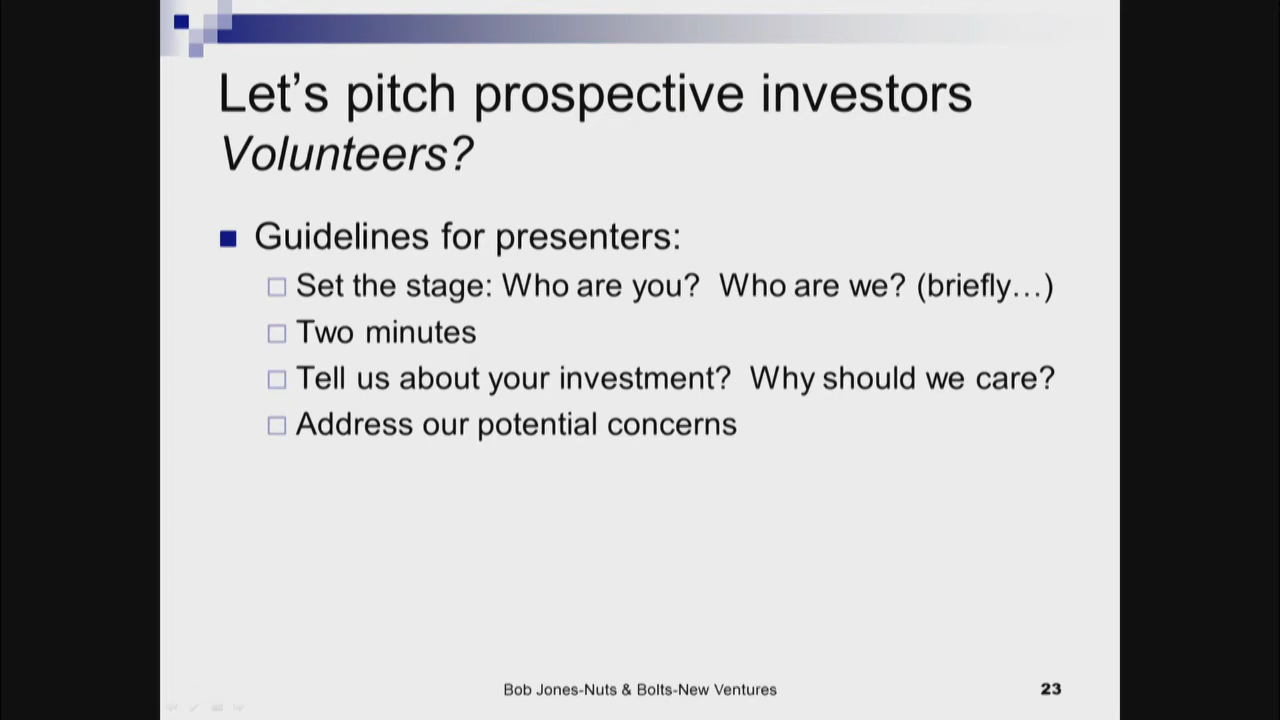 Let's pitch prospective investors
Volunteers?
Guidelines for presenters:
Set the stage: Who are you?  Who are we? (briefly…)
Two minutes
Tell us about your investment?  Why should we care?
Address our potential concerns
Bob Jones-Nuts & Bolts-New Ventures
23